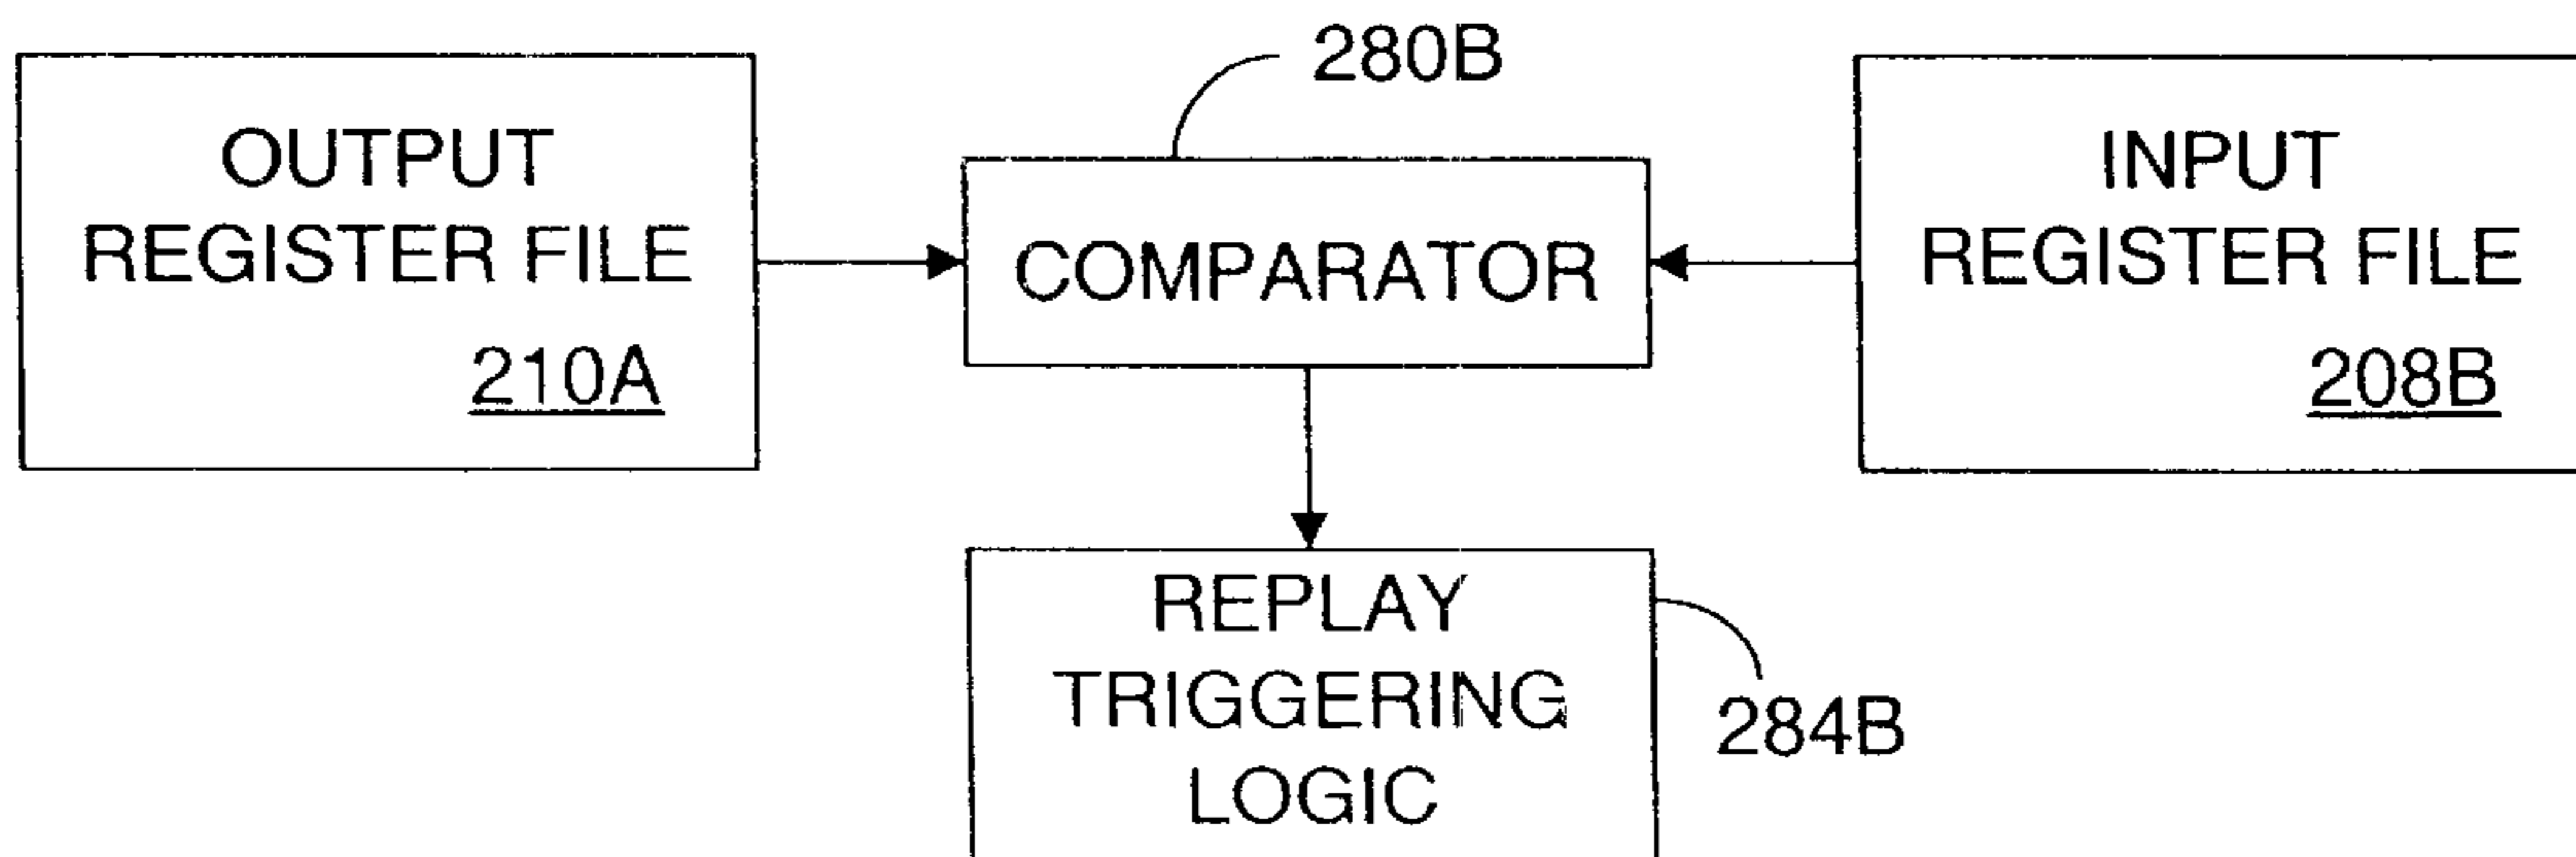 280B
OUTPUT
REGISTER FILE
210A
COMPARATOR
INPUT
REGISTER FILE
208B
REPLAY
TRIGGERING
LOGIC
284B